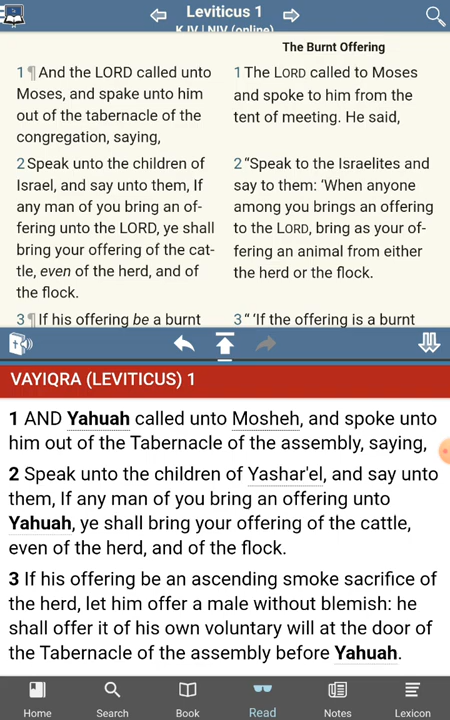 Leviticus 1
KJV | NIV (online)
1 ¶ And the LORD called unto
Moses, and spake unto him
out of the tabernacle of the
congregation, saying,
2 Speak unto the children of
Israel, and say unto them, If
any man of you bring an of-
fering unto the LORD, ye shall
bring your offering of the cat-
tle, even of the herd, and of
the flock.
3 ¶ If his offering be a burnt
The Burnt Offering
1 The LORD called to Moses
and spoke to him from the
tent of meeting. He said,
2 “Speak to the Israelites and
say to them: ‘When anyone
among you brings an offering
to the LORD, bring as your of-
fering an animal from either
the herd or the flock.
3 “ ‘If the offering is a burnt
VAYIQRA (LEVITICUS) 1
1 AND Yahuah called unto Mosheh, and spoke unto
him out of the Tabernacle of the assembly, saying,
2 Speak unto the children of Yashar'el, and say unto
them, If any man of you bring an offering unto
Yahuah, ye shall bring your offering of the cattle,
even of the herd, and of the flock.
3 If his offering be an ascending smoke sacrifice of
the herd, let him offer a male without blemish: he
shall offer it of his own voluntary will at the door of
the Tabernacle of the assembly before Yahuah.
Home Search Book Read Notes Lexicon